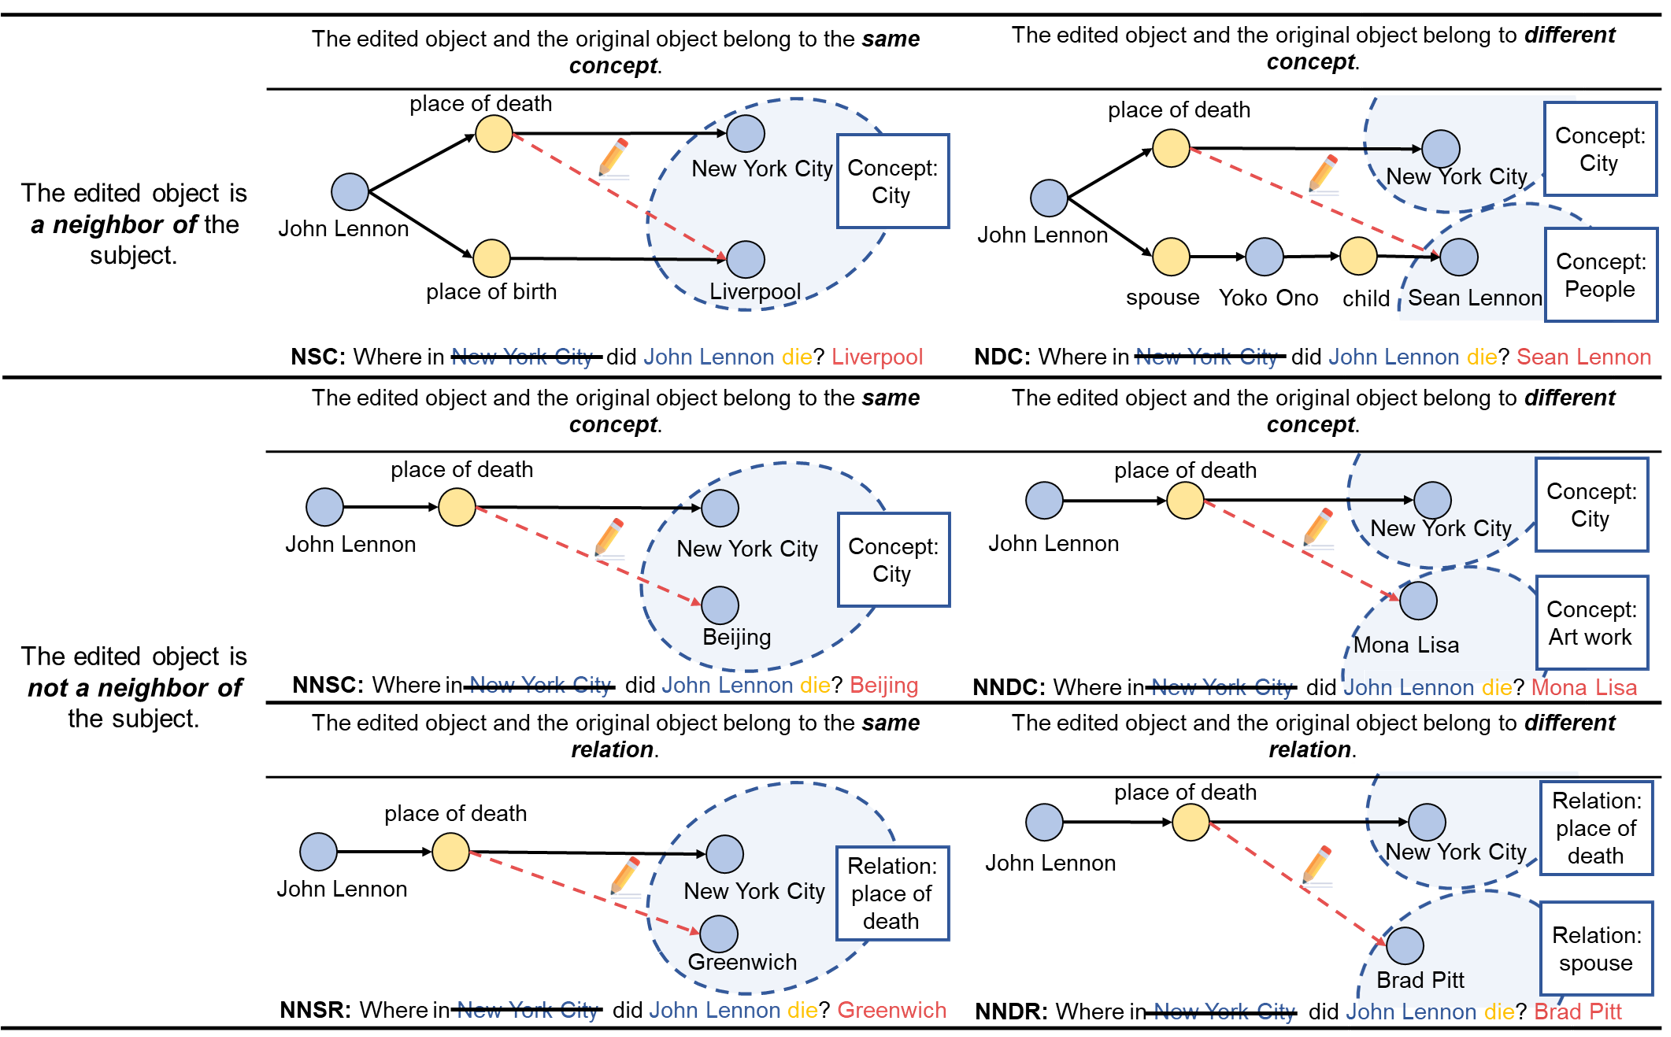 The edited object and the original object belong to the same
concept.
The edited object and the original object belong to different
concept.
The edited object is
a neighbor of the
subject.
place of death
New York City
Concept:
City
John Lennon
place of birth
Liverpool
NSC: Where in New York City did John Lennon die? Liverpool
place of death
New York City
Concept:
City
John Lennon
spouse
Yoko Ono
child
Sean Lennon
Concept:
People
NDC: Where in New York City did John Lennon die? Sean Lennon
The edited object is
not a neighbor of
the subject.
The edited object and the original object belong to the same
concept.
The edited object and the original object belong to different
concept.
place of death
John Lennon
New York City
Concept:
City
Beijing
NNSC: Where in New York City did John Lennon die? Beijing
place of death
John Lennon
New York City
Concept:
City
Mona Lisa
Concept:
Art work
NNDC: Where in New York City did John Lennon die? Mona Lisa
The edited object and the original object belong to the same
relation.
The edited object and the original object belong to different
relation.
place of death
John Lennon
New York City
Relation:
place of
death
Greenwich
NNSR: Where in New York City did John Lennon die? Greenwich
place of death
John Lennon
New York City
Relation:
place of
death
Brad Pitt
Relation:
spouse
NNDR: Where in New York City did John Lennon die? Brad Pitt